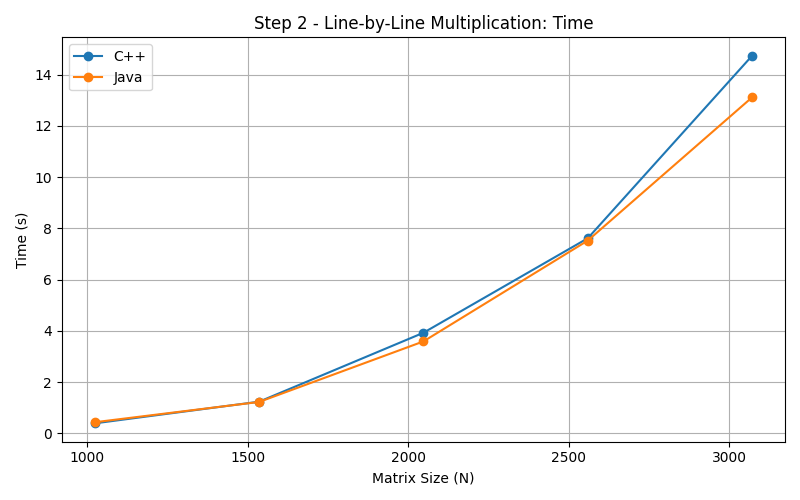 Step 2 - Line-by-Line Multiplication: Time
C++
Java
14
12
10
8
6
4
2
0
Time (s)
1000 1500 2000 2500 3000
Matrix Size (N)